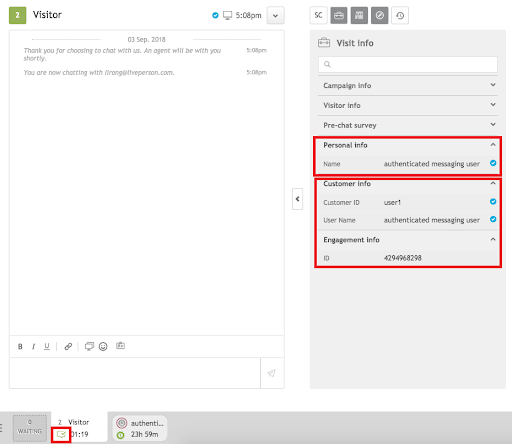 2 Visitor 5:08pm
03 Sep. 2018
Thank you for choosing to chat with us. An agent will be with you 5:08pm
shortly.
You are now chatting with lirong@liveperson.com. 5:08pm
B I U
SC
Visit info
Campaign info
Visitor info
Pre-chat survey
Personal info
Name authenticated messaging user
Customer info
Customer ID user1
User Name authenticated messaging user
Engagement info
ID 4294968298
0
WAITING
2 Visitor
01:19
authenti...
23h 59m